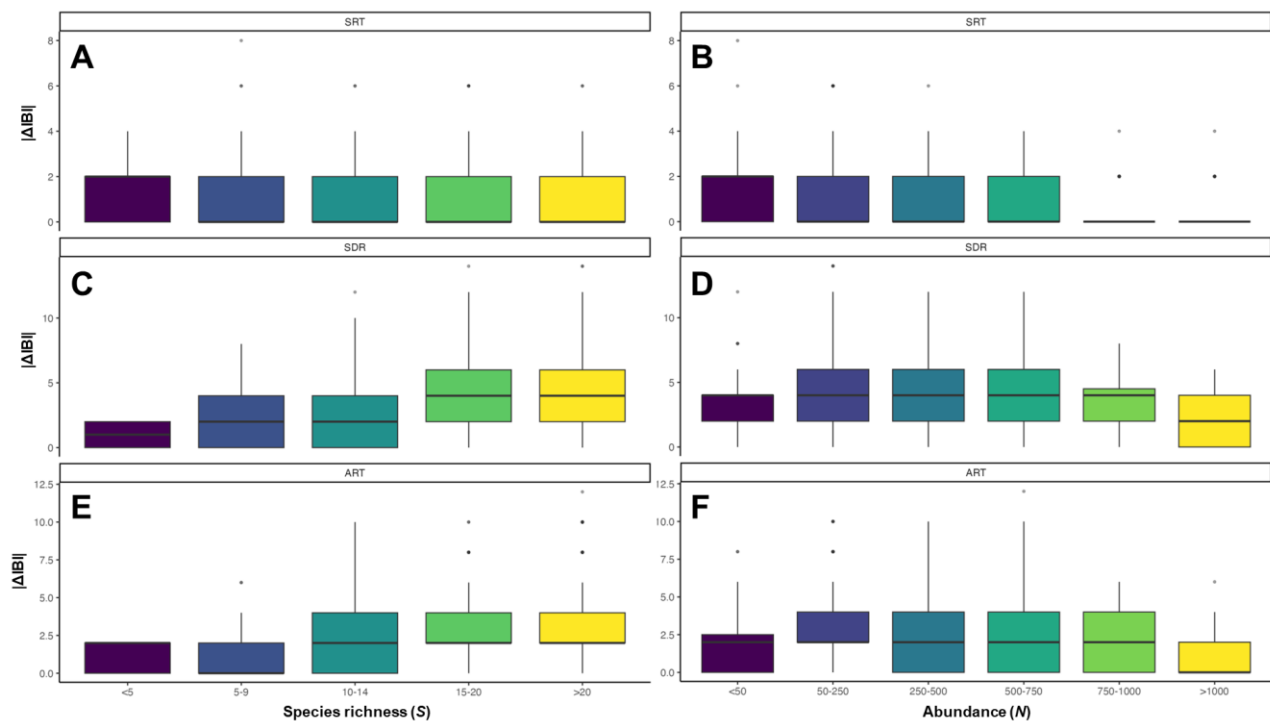 SRT
SRT
A
B
|ΔIBI|
8
6
4
2
0
8
6
4
2
0
SDR
SDR
C
D
|ΔIBI|
10
5
0
10
5
0
ART
ART
E
F
|ΔIBI|
12.5
10.0
7.5
5.0
2.5
0.0
12.5
10.0
7.5
5.0
2.5
0.0
<5 5-9 10-14 15-20 >20
<50 50-250 250-500 500-750 750-1000 >1000
Species richness (S)
Abundance (N)